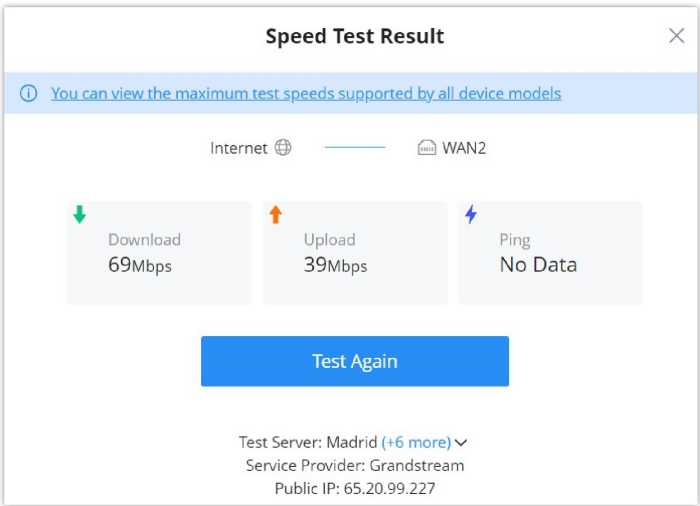 Speed Test Result
You can view the maximum test speeds supported by all device models
Internet WAN2
Download Upload Ping
69Mbps 39Mbps No Data
Test Again
Test Server: Madrid (+6 more)
Service Provider: Grandstream
Public IP: 65.20.99.227